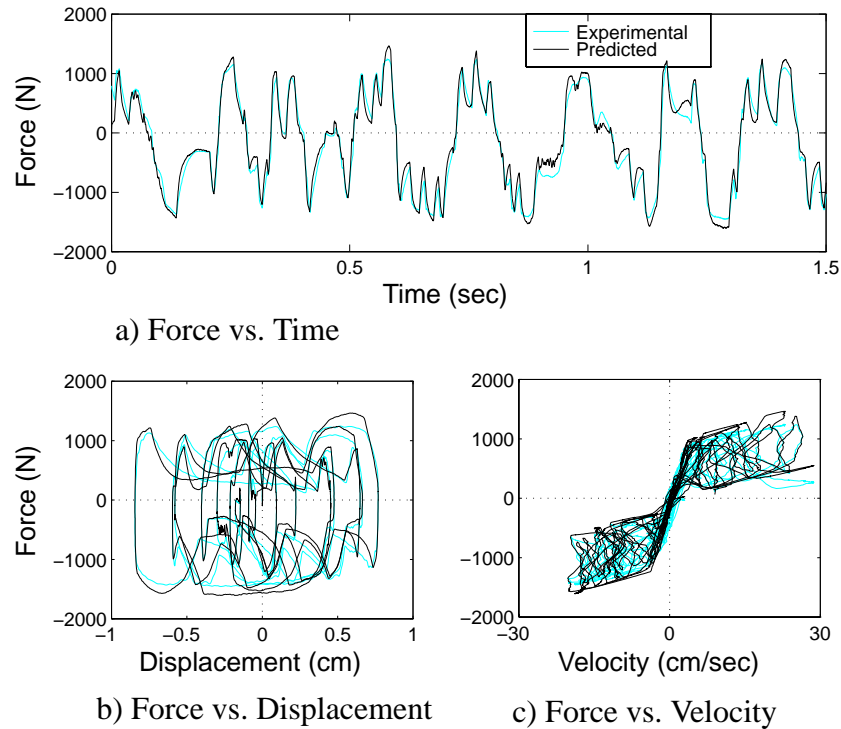 Experimental
Predicted
2000
1000
0
−1000
−2000
Force (N)
0
0.5
1
1.5
Time (sec)
a) Force vs. Time
2000
1000
0
−1000
−2000
Force (N)
−1
−0.5
0
0.5
1
Displacement (cm)
b) Force vs. Displacement
2000
1000
0
−1000
−2000
−30
0
30
Velocity (cm/sec)
c) Force vs. Velocity